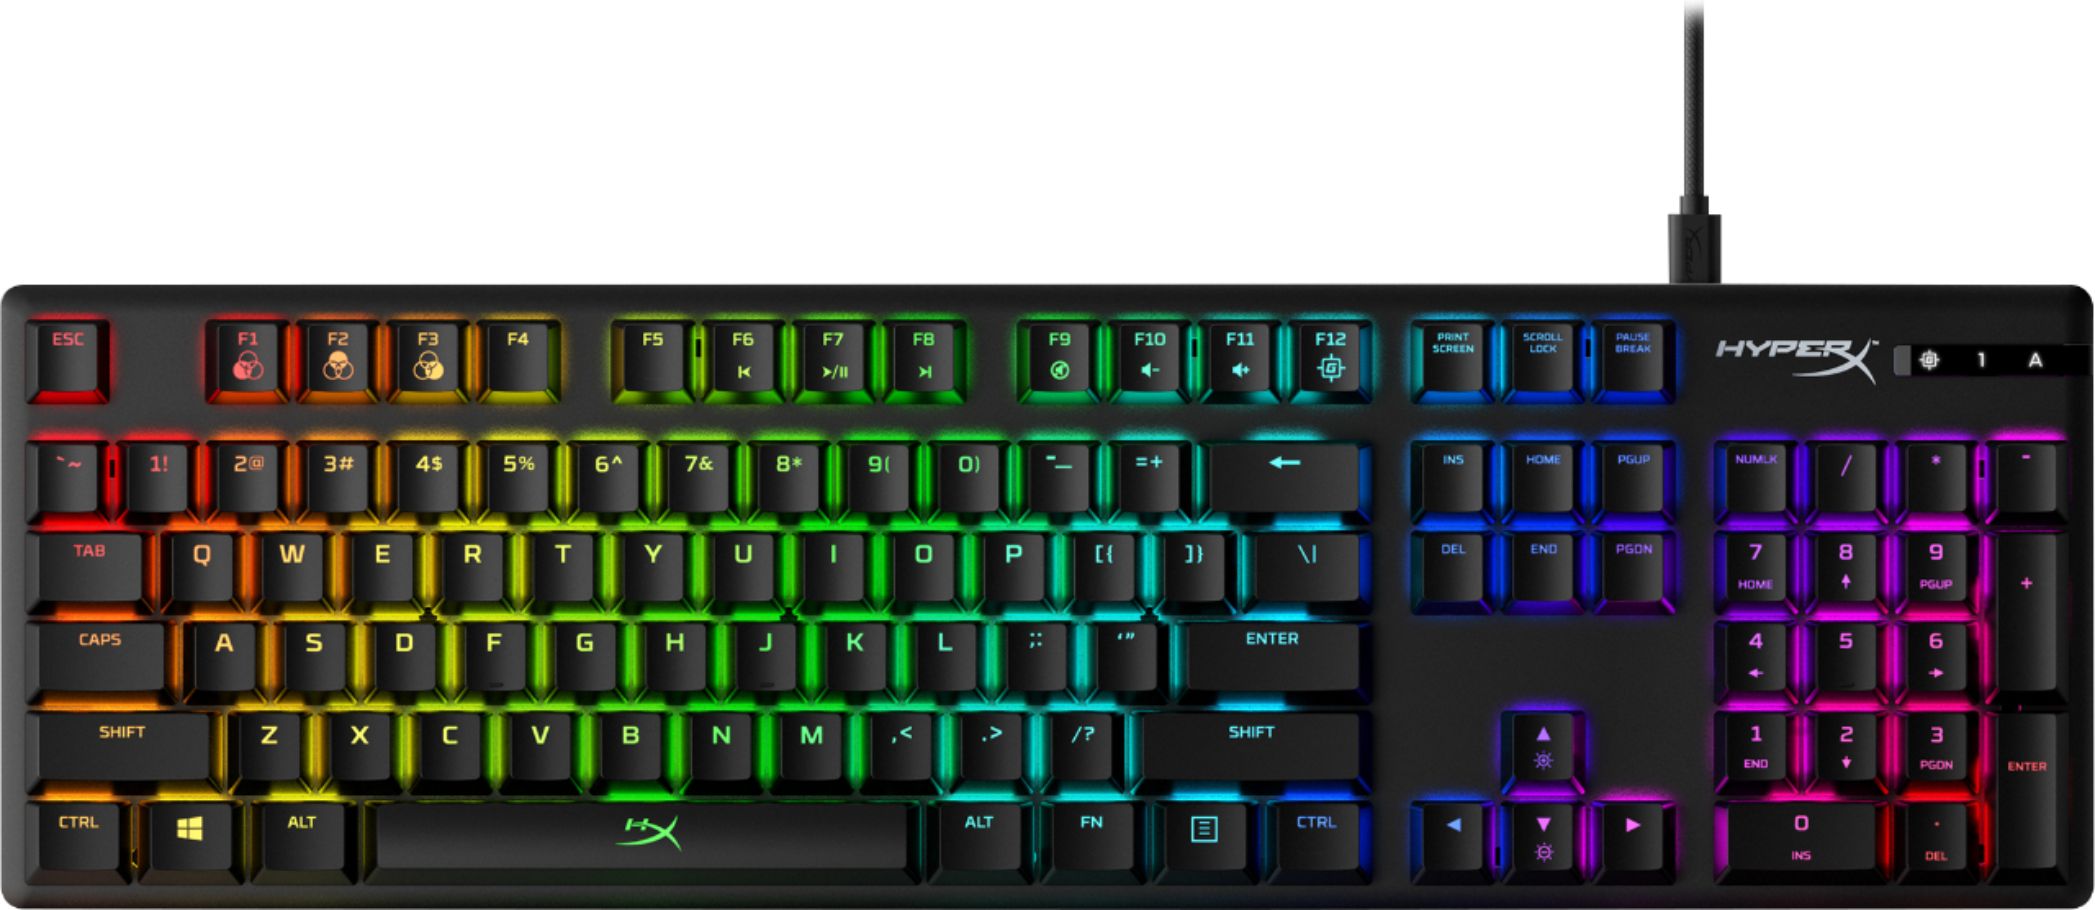 ESC F1 F2 F3 F4 F5 F6 F7 F8 F9 F10 F11 F12 PRINT SCREEN SCROLL LOCK PAUSE BREAK HYPERX™ 1 A
`~ 1! 2@ 3# 4$ 5% 6^ 7& 8* 9( 0) -_ =+ ← INS HOME PGUP NUMLK / * -
TAB Q W E R T Y U I O P [{ ]} \| DEL END PGDN 7 HOME 8 9 PGUP +
CAPS A S D F G H J K L ;: '" ENTER 4 5 6
SHIFT Z X C V B N M ,< .> /? SHIFT 1 END 2 3 PGDN ENTER
CTRL ALT HX ALT FN CTRL 0 INS . DEL